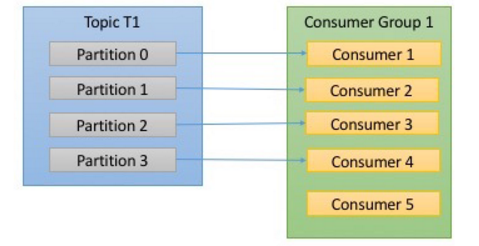 Topic T1
Partition 0
Partition 1
Partition 2
Partition 3
Consumer Group 1
Consumer 1
Consumer 2
Consumer 3
Consumer 4
Consumer 5